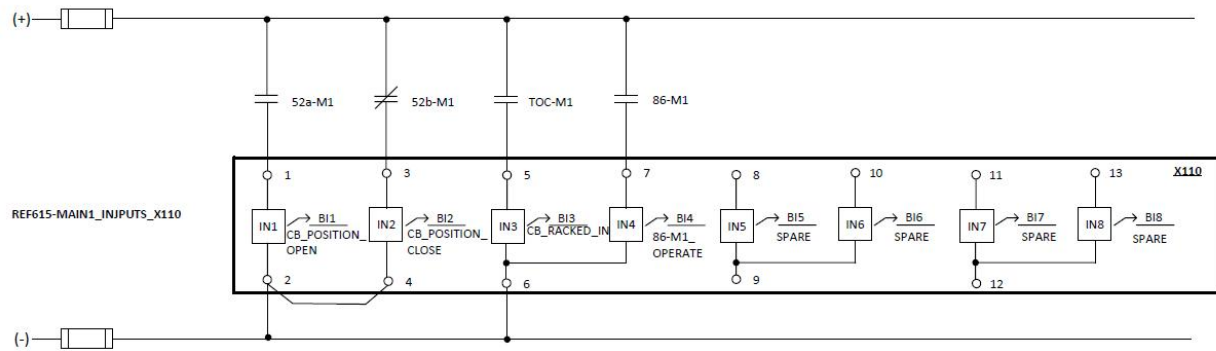 (+)
52a-M1
52b-M1
TOC-M1
86-M1
1
3
5
7
8
10
11
13
X110
REF615-MAIN1_INJPUTS_X110
IN1
BI1
CB_POSITION_
OPEN
IN2
BI2
CB_POSITION_
CLOSE
IN3
BI3
CB_RACKED_IN
IN4
BI4
86-M1_
OPERATE
IN5
BI5
SPARE
IN6
BI6
SPARE
IN7
BI7
SPARE
IN8
BI8
SPARE
2
4
6
9
12
(-)